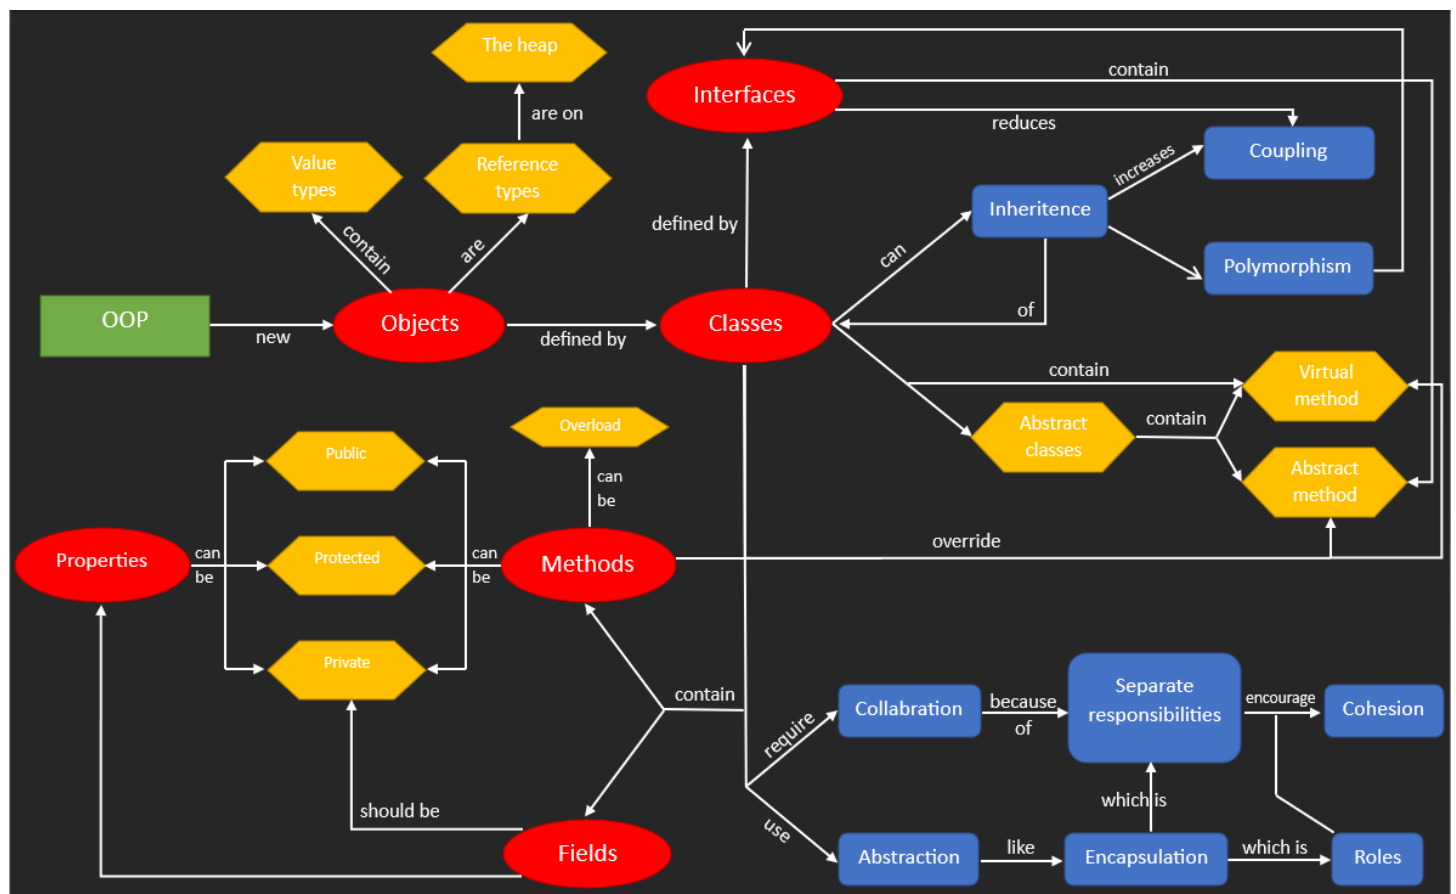 The heap
are on
Value
types
Reference
types
contain
are
OOP
new
Objects
defined by
Classes
defined by
Interfaces
contain
reduces
Coupling
increases
Inheritence
Polymorphism
can
of
contain
Virtual
method
Abstract
classes
contain
Abstract
method
Overload
can
be
Public
Protected
Private
Properties
can
be
can
be
Methods
override
contain
should be
Fields
require
Collabration
because
of
Separate
responsibilities
encourage
Cohesion
which is
use
Abstraction
like
Encapsulation
which is
Roles